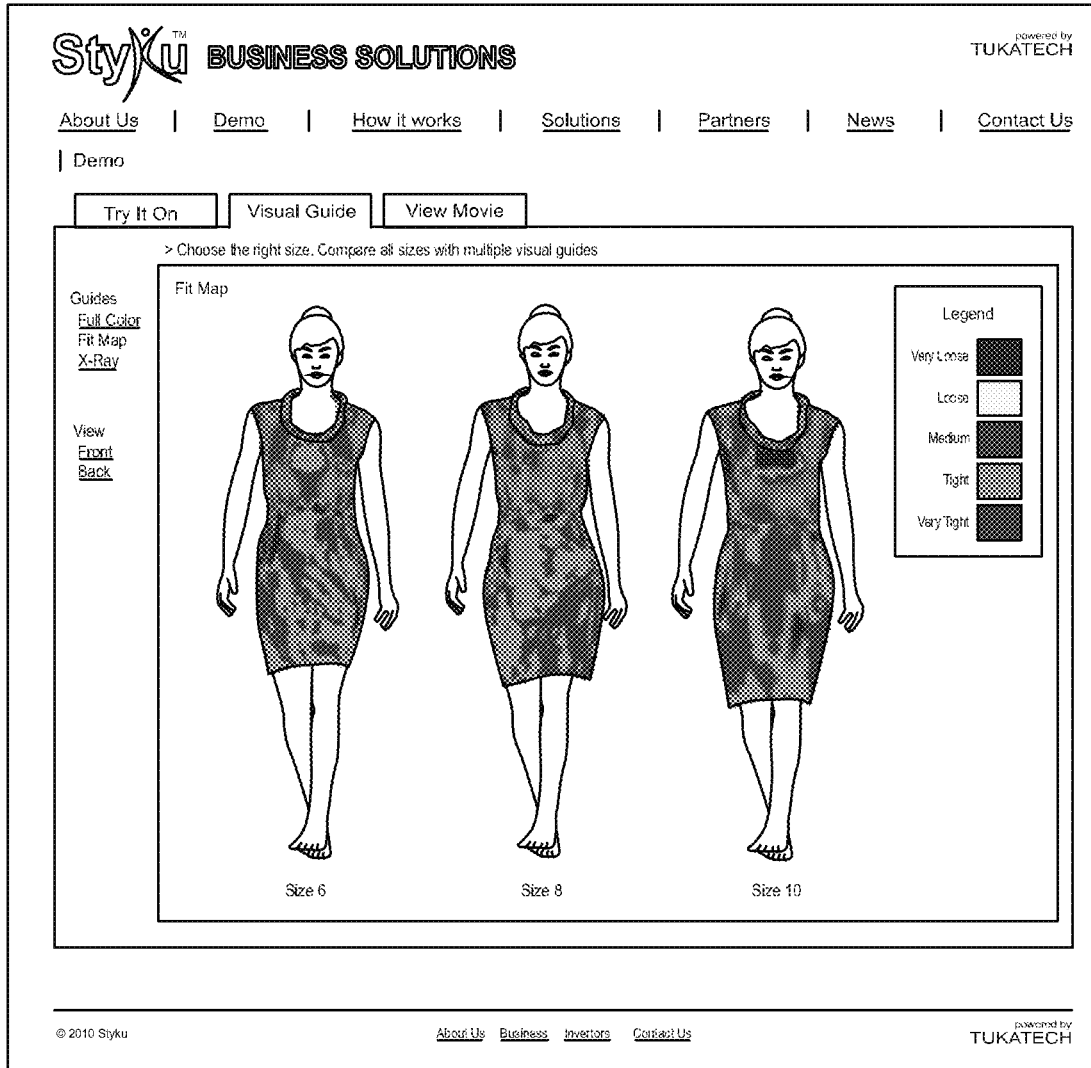 Styku™ BUSINESS SOLUTIONS
powered by
TUKATECH
About Us | Demo | How it works | Solutions | Partners | News | Contact Us
| Demo
Try It On
Visual Guide
View Movie
> Choose the right size. Compare all sizes with multiple visual guides
Guides
Full Color
Fit Map
X-Ray
View
Front
Back
Fit Map
Legend
Very Loose
Loose
Medium
Tight
Very Tight
Size 6
Size 8
Size 10
© 2010 Styku
About Us Business Invertors Contact Us
powered by
TUKATECH